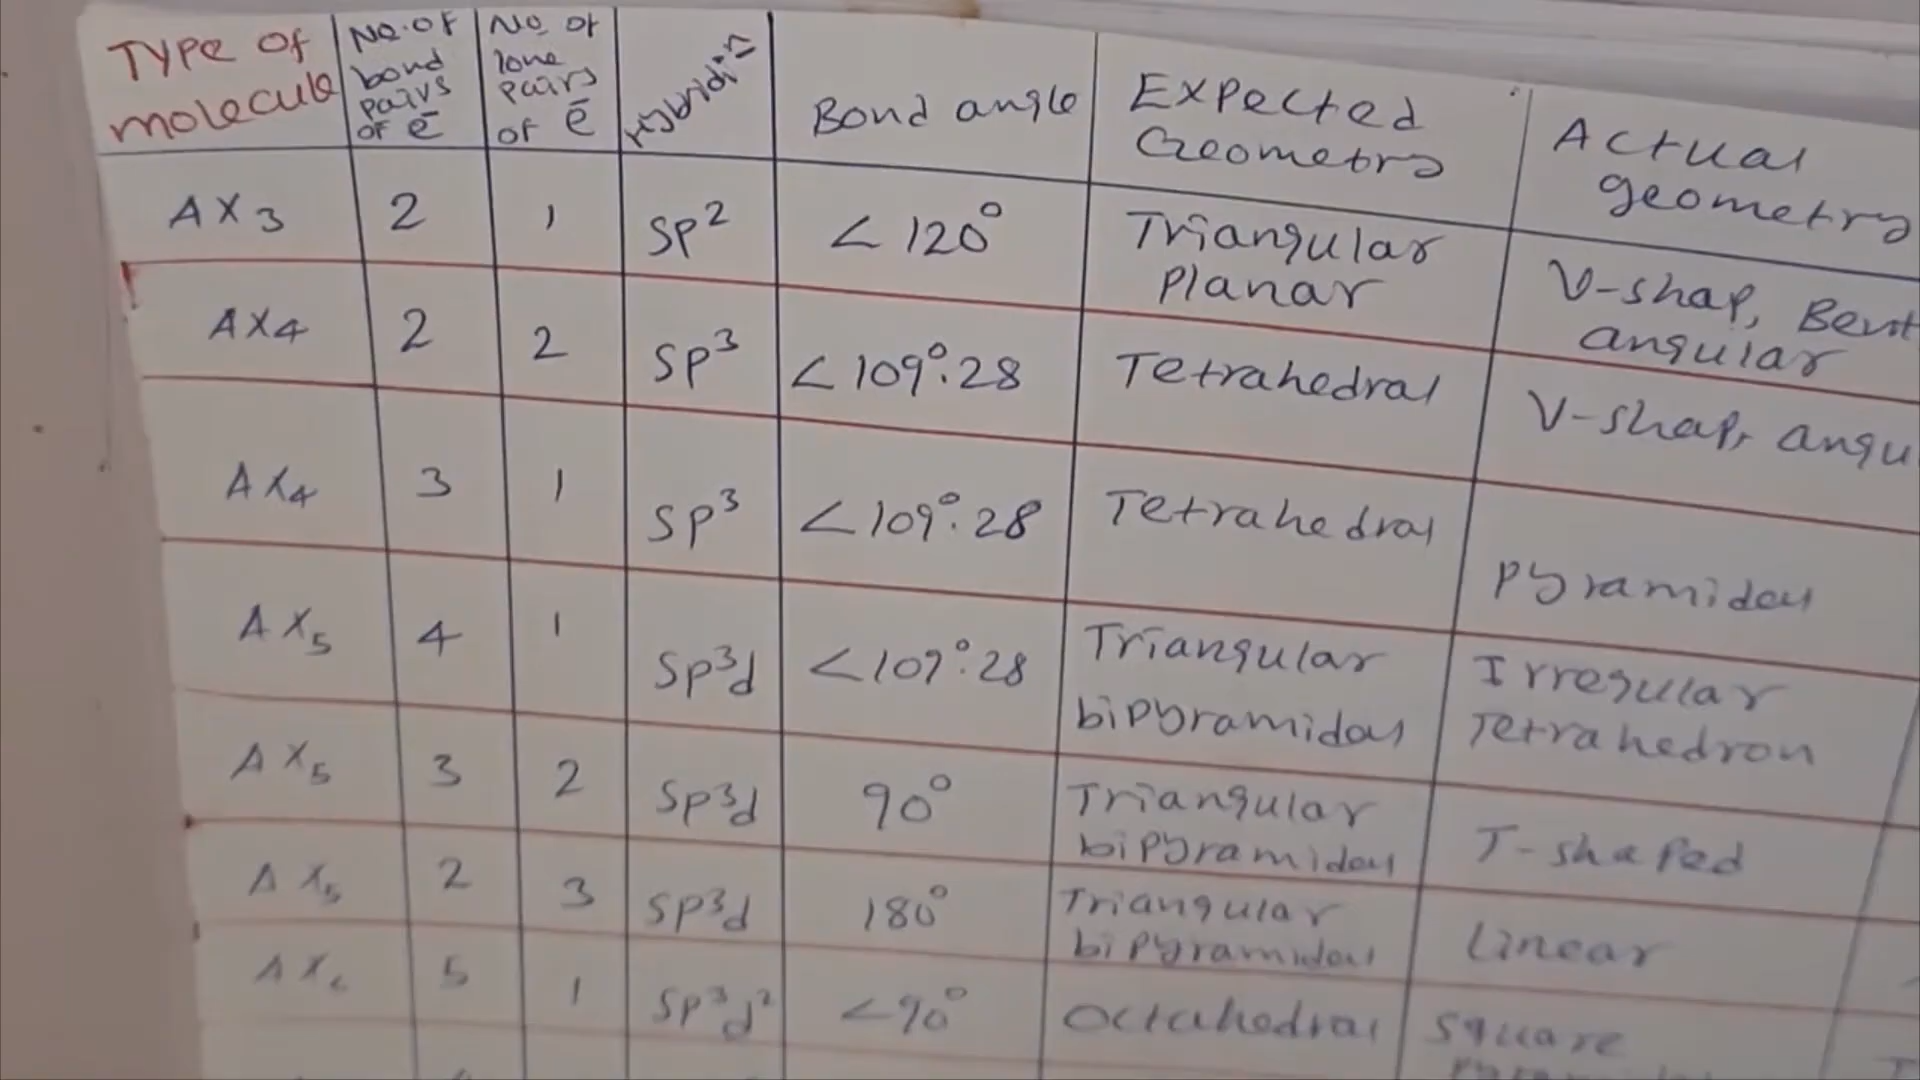 TYPe OF molecule | No. of bond pairs of ē | No of lone pairs of ē | Hybridi'n | Bond angle | Expected Geometry | Actual geometry
AX3 | 2 | 1 | Sp2 | < 120° | Triangular planar | V-shap, Bent angular
AX4 | 2 | 2 | Sp3 | < 109°.28 | Tetrahedral | V-shap, angu
AX4 | 3 | 1 | Sp3 | < 109°.28 | Tetrahedral | Pyramidal
AX5 | 4 | 1 | Sp3d | < 109°.28 | Triangular bipyramidal | Irregular Tetrahedron
AX5 | 3 | 2 | Sp3d | 90° | Triangular bipyramidal | T-shaped
AX5 | 2 | 3 | Sp3d | 180° | Triangular bipyramidal | Linear
AX6 | 5 | 1 | Sp3d2 | < 90° | Octahedral | Square